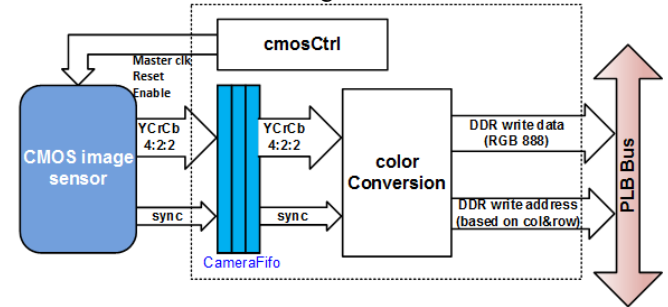 cmosCtrl
Master clk
Reset
Enable
CMOS image
sensor
YCrCb
4:2:2
sync
CameraFifo
YCrCb
4:2:2
sync
color
Conversion
DDR write data
(RGB 888)
DDR write address
(based on col&row)
PLB Bus